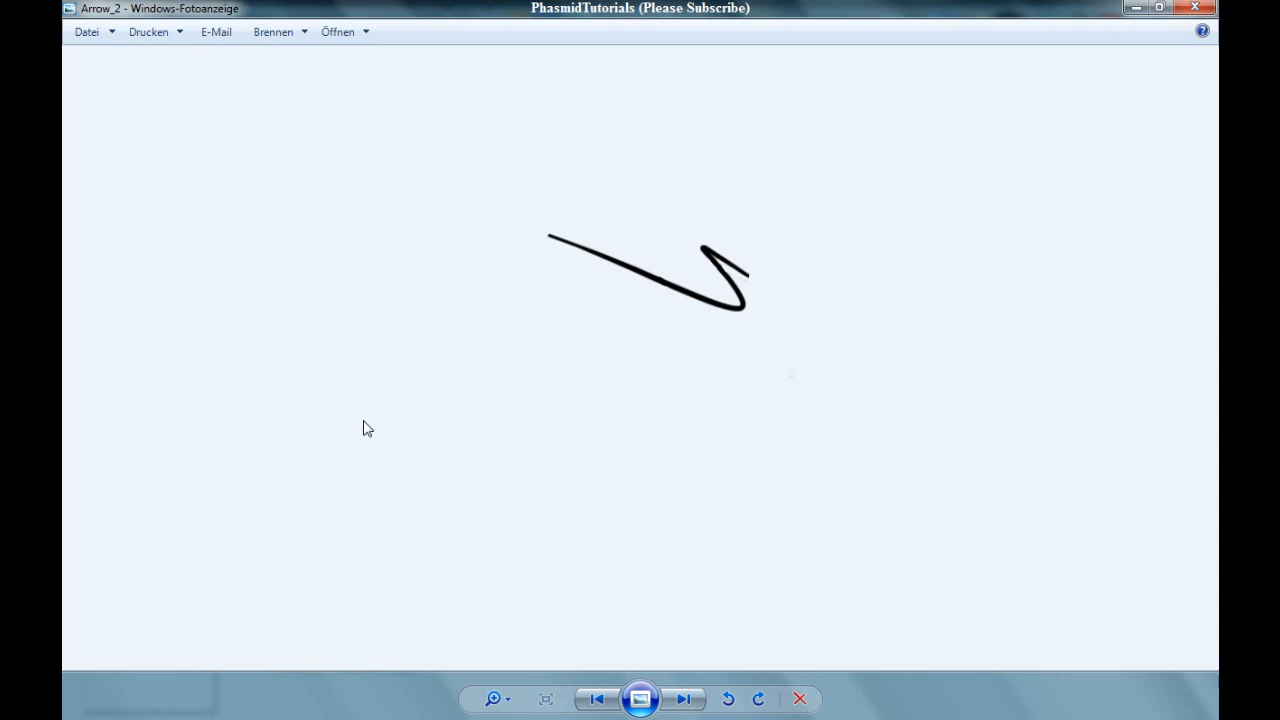 Arrow_2 - Windows-Fotoanzeige
PhasmidTutorials (Please Subscribe)
Datei Drucken E-Mail Brennen Öffnen